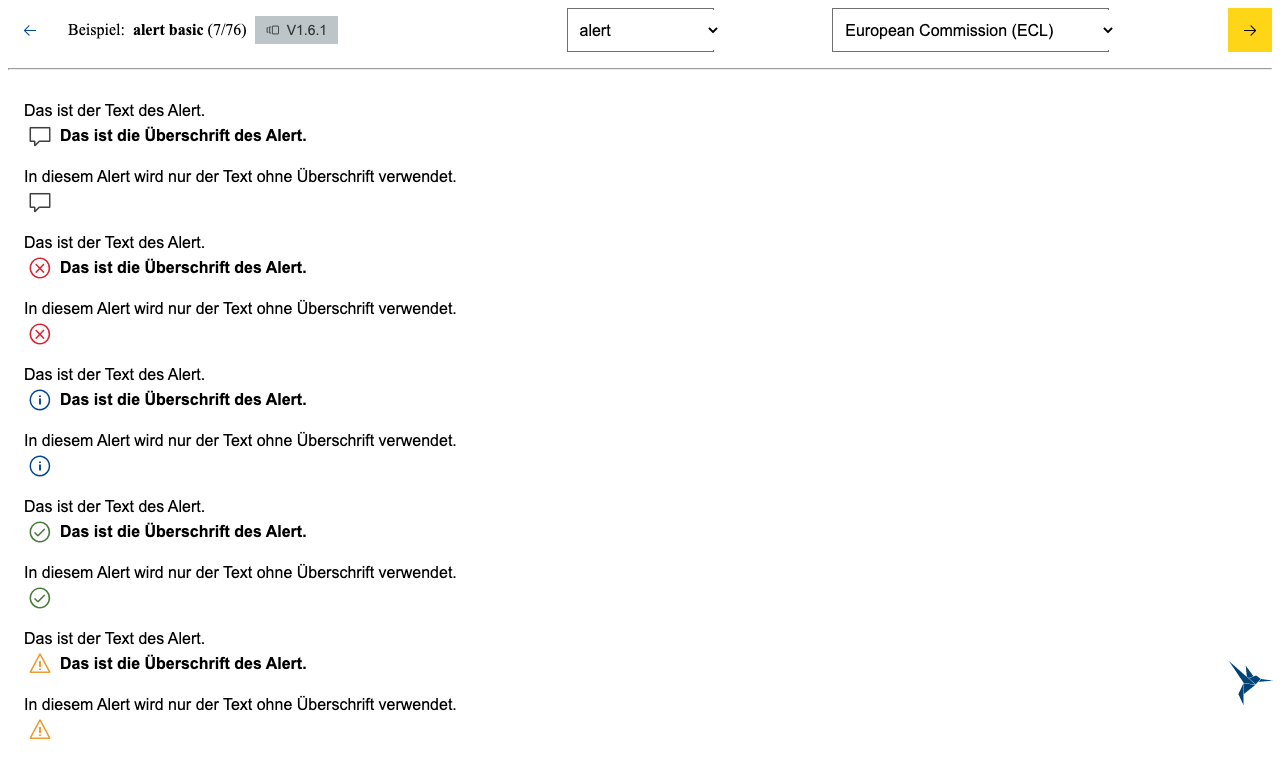 Beispiel: alert basic (7/76) V1.6.1 alert European Commission (ECL)
Das ist der Text des Alert.
Das ist die Überschrift des Alert.
In diesem Alert wird nur der Text ohne Überschrift verwendet.
Das ist der Text des Alert.
Das ist die Überschrift des Alert.
In diesem Alert wird nur der Text ohne Überschrift verwendet.
Das ist der Text des Alert.
Das ist die Überschrift des Alert.
In diesem Alert wird nur der Text ohne Überschrift verwendet.
Das ist der Text des Alert.
Das ist die Überschrift des Alert.
In diesem Alert wird nur der Text ohne Überschrift verwendet.
Das ist der Text des Alert.
Das ist die Überschrift des Alert.
In diesem Alert wird nur der Text ohne Überschrift verwendet.